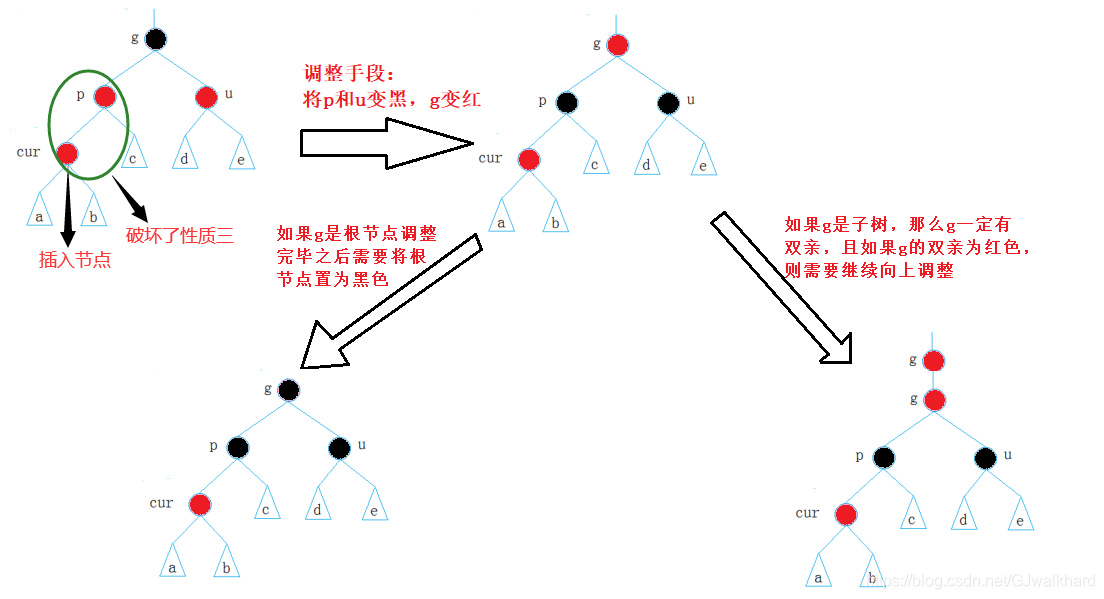 g
p
u
cur
c
d
e
a
b
插入节点
破坏了性质三
调整手段：
将p和u变黑，g变红
g
p
u
cur
c
d
e
a
b
如果g是根节点调整
完毕之后需要将根
节点置为黑色
如果g是子树，那么g一定有
双亲，且如果g的双亲为红色，
则需要继续向上调整
g
p
u
cur
c
d
e
a
b
g
g
p
u
cur
c
d
e
a
b
https://blog.csdn.net/GJwalkhard